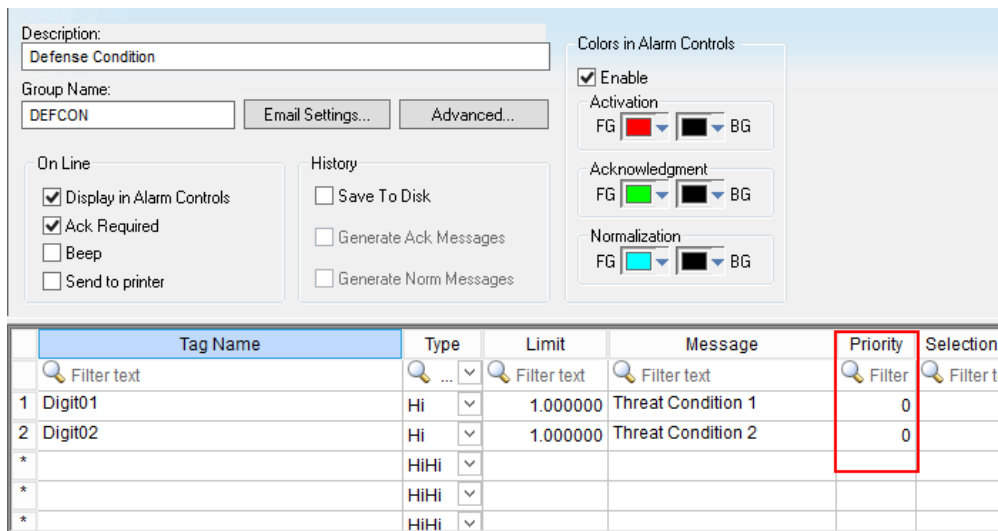 Description:
Defense Condition
Group Name:
DEFCON
Email Settings...
Advanced...
On Line
Display in Alarm Controls
Ack Required
Beep
Send to printer
History
Save To Disk
Generate Ack Messages
Generate Norm Messages
Colors in Alarm Controls
Enable
Activation
FG BG
Acknowledgment
FG BG
Normalization
FG BG
Tag Name Type Limit Message Priority Selection
Filter text ... Filter text Filter text Filter Filter t
1 Digit01 Hi 1.000000 Threat Condition 1 0
2 Digit02 Hi 1.000000 Threat Condition 2 0
* HiHi
* HiHi
* HiHi